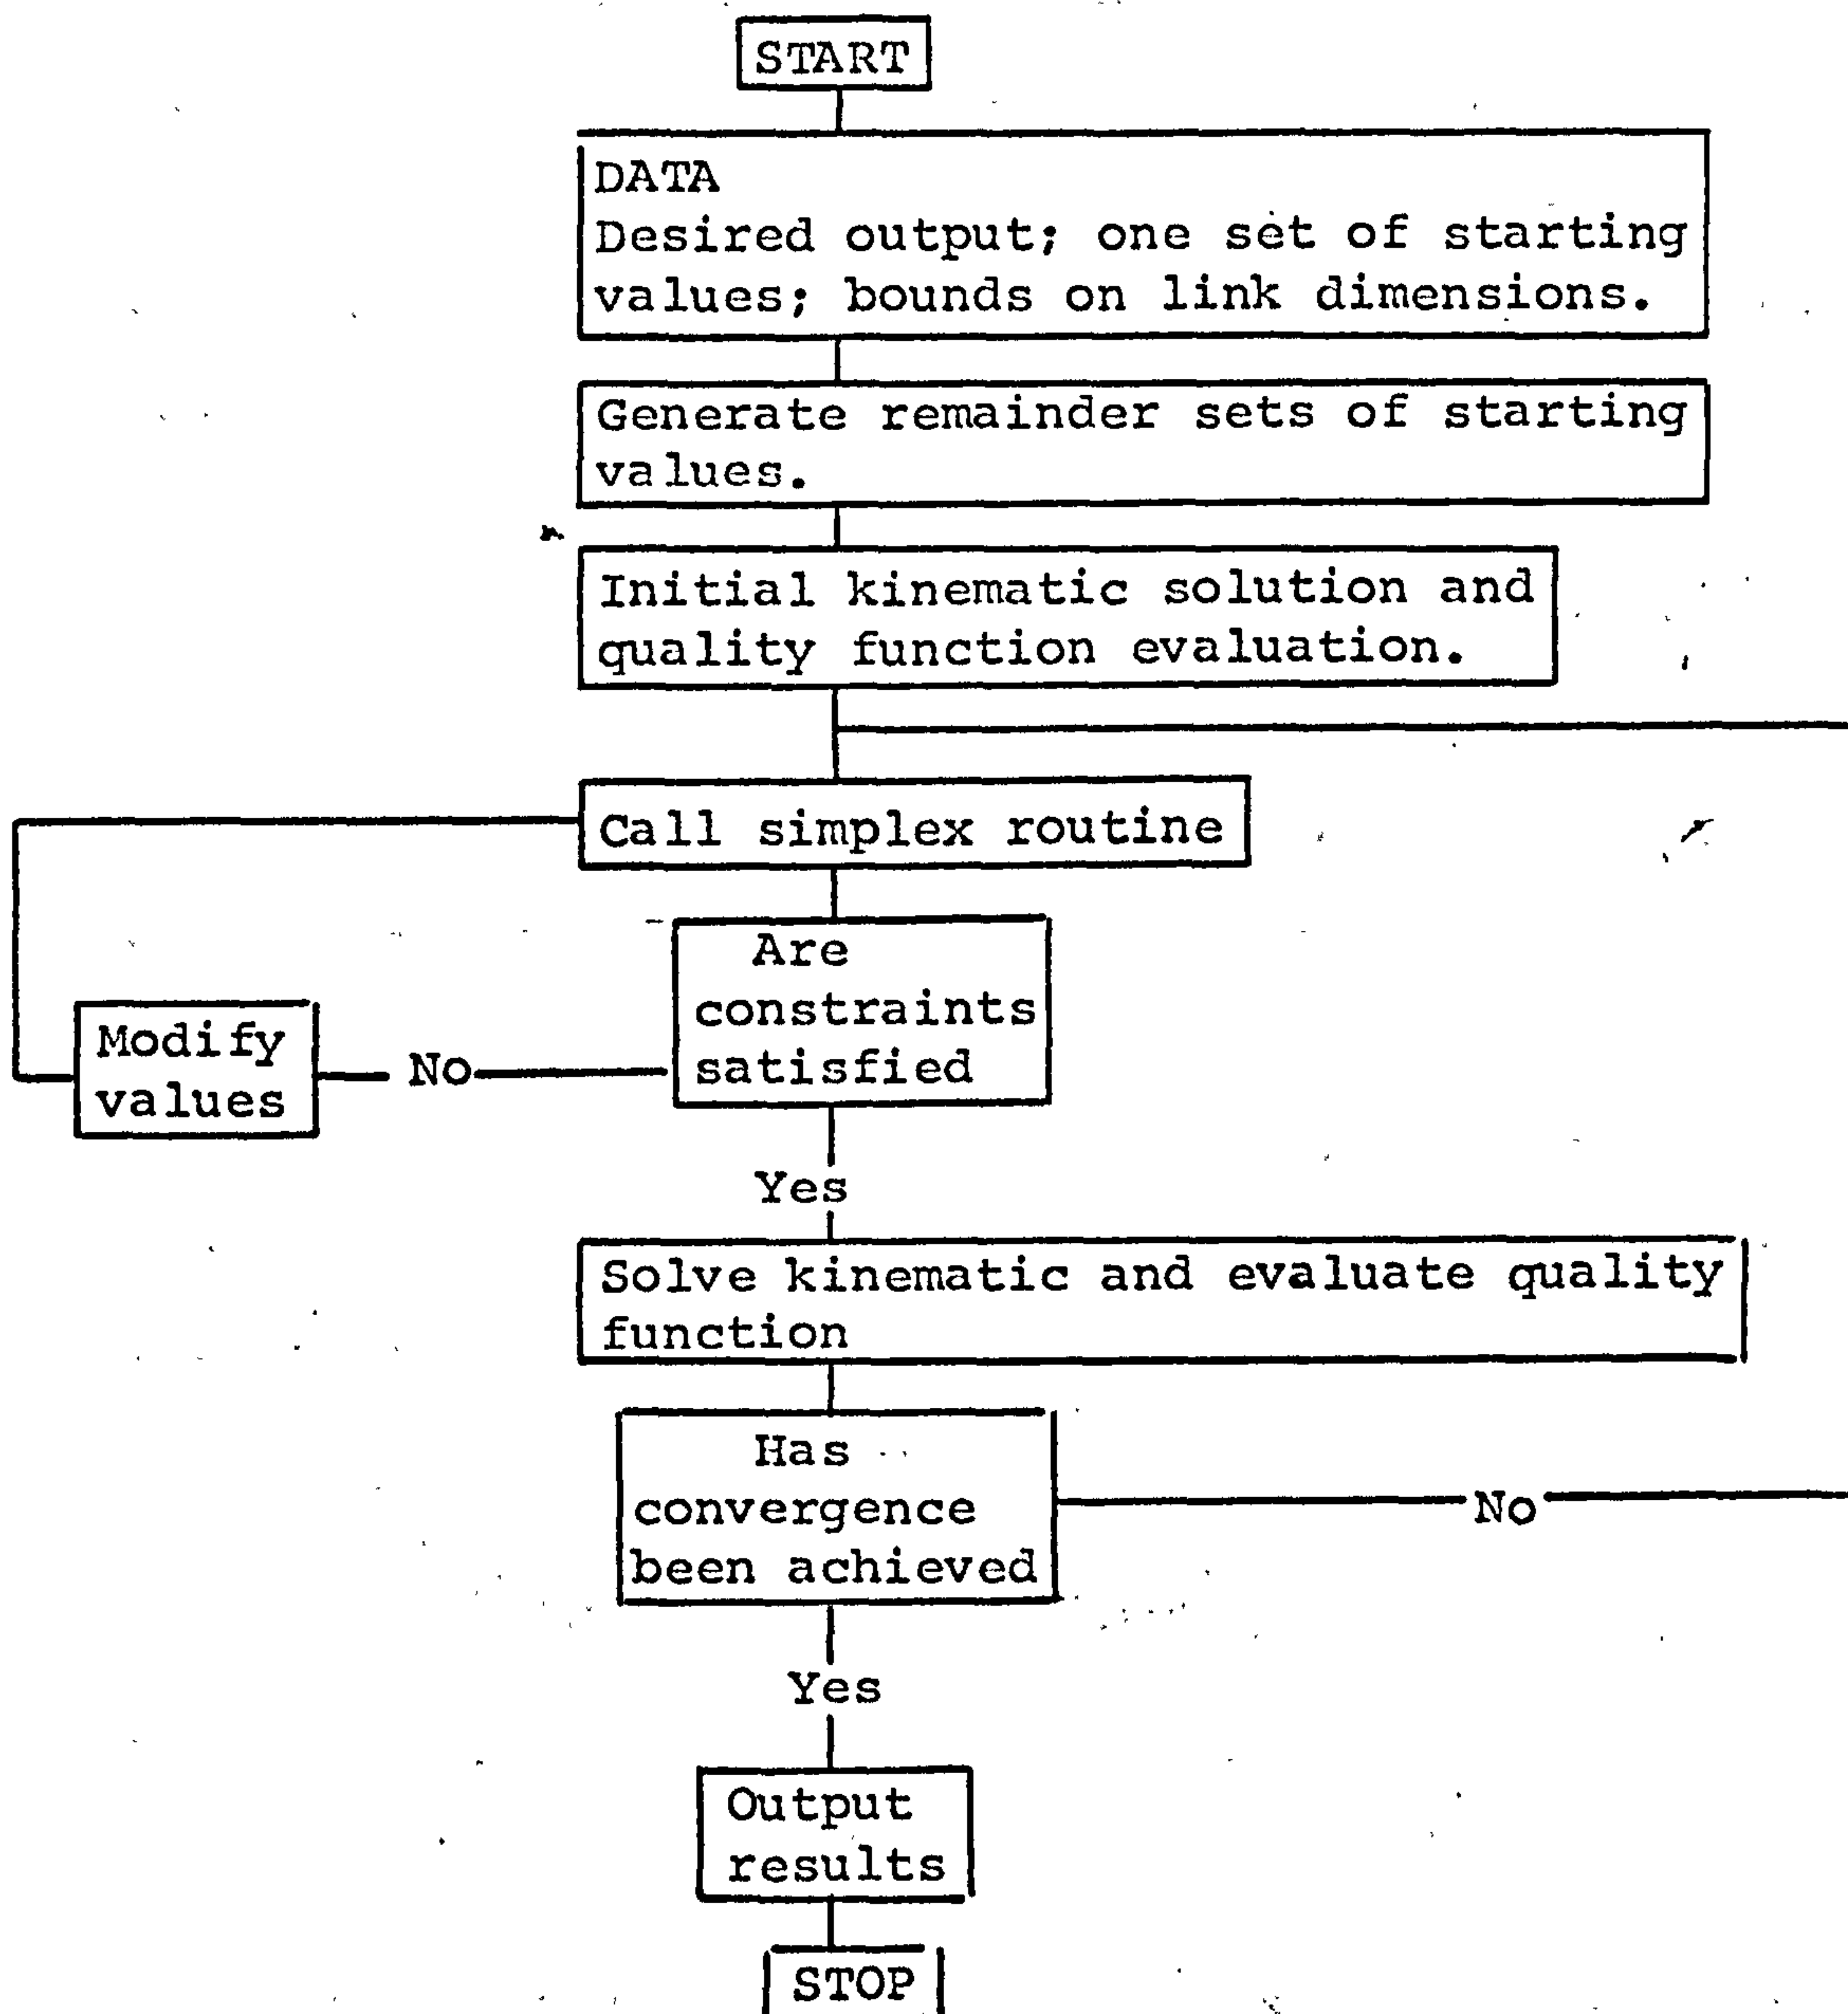 START
DATA
Desired output; one set of starting
values; bounds on link dimensions.
Generate remainder sets of starting
values.
Initial kinematic solution and
quality function evaluation.
Call simplex routine
Are
constraints
satisfied
Modify
values
No
Yes
Solve kinematic and evaluate quality
function
Has
convergence
been achieved
No
Yes
Output
results
STOP